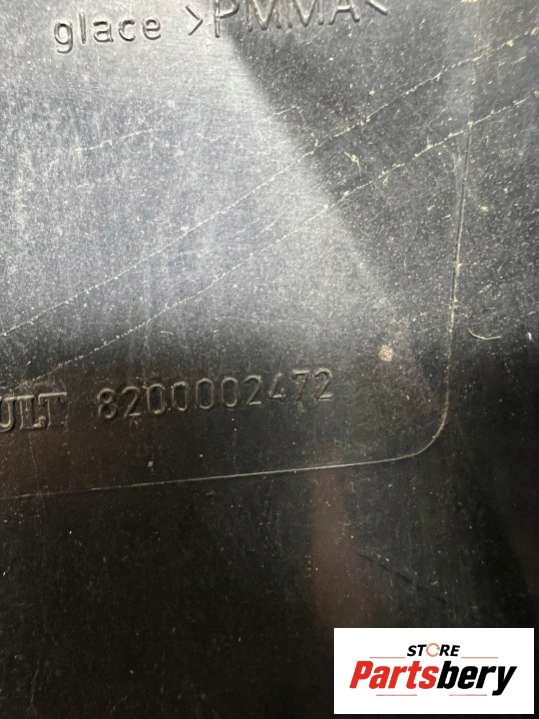 glace >PMMA<
ULT 8200002472
STORE
Partsbery